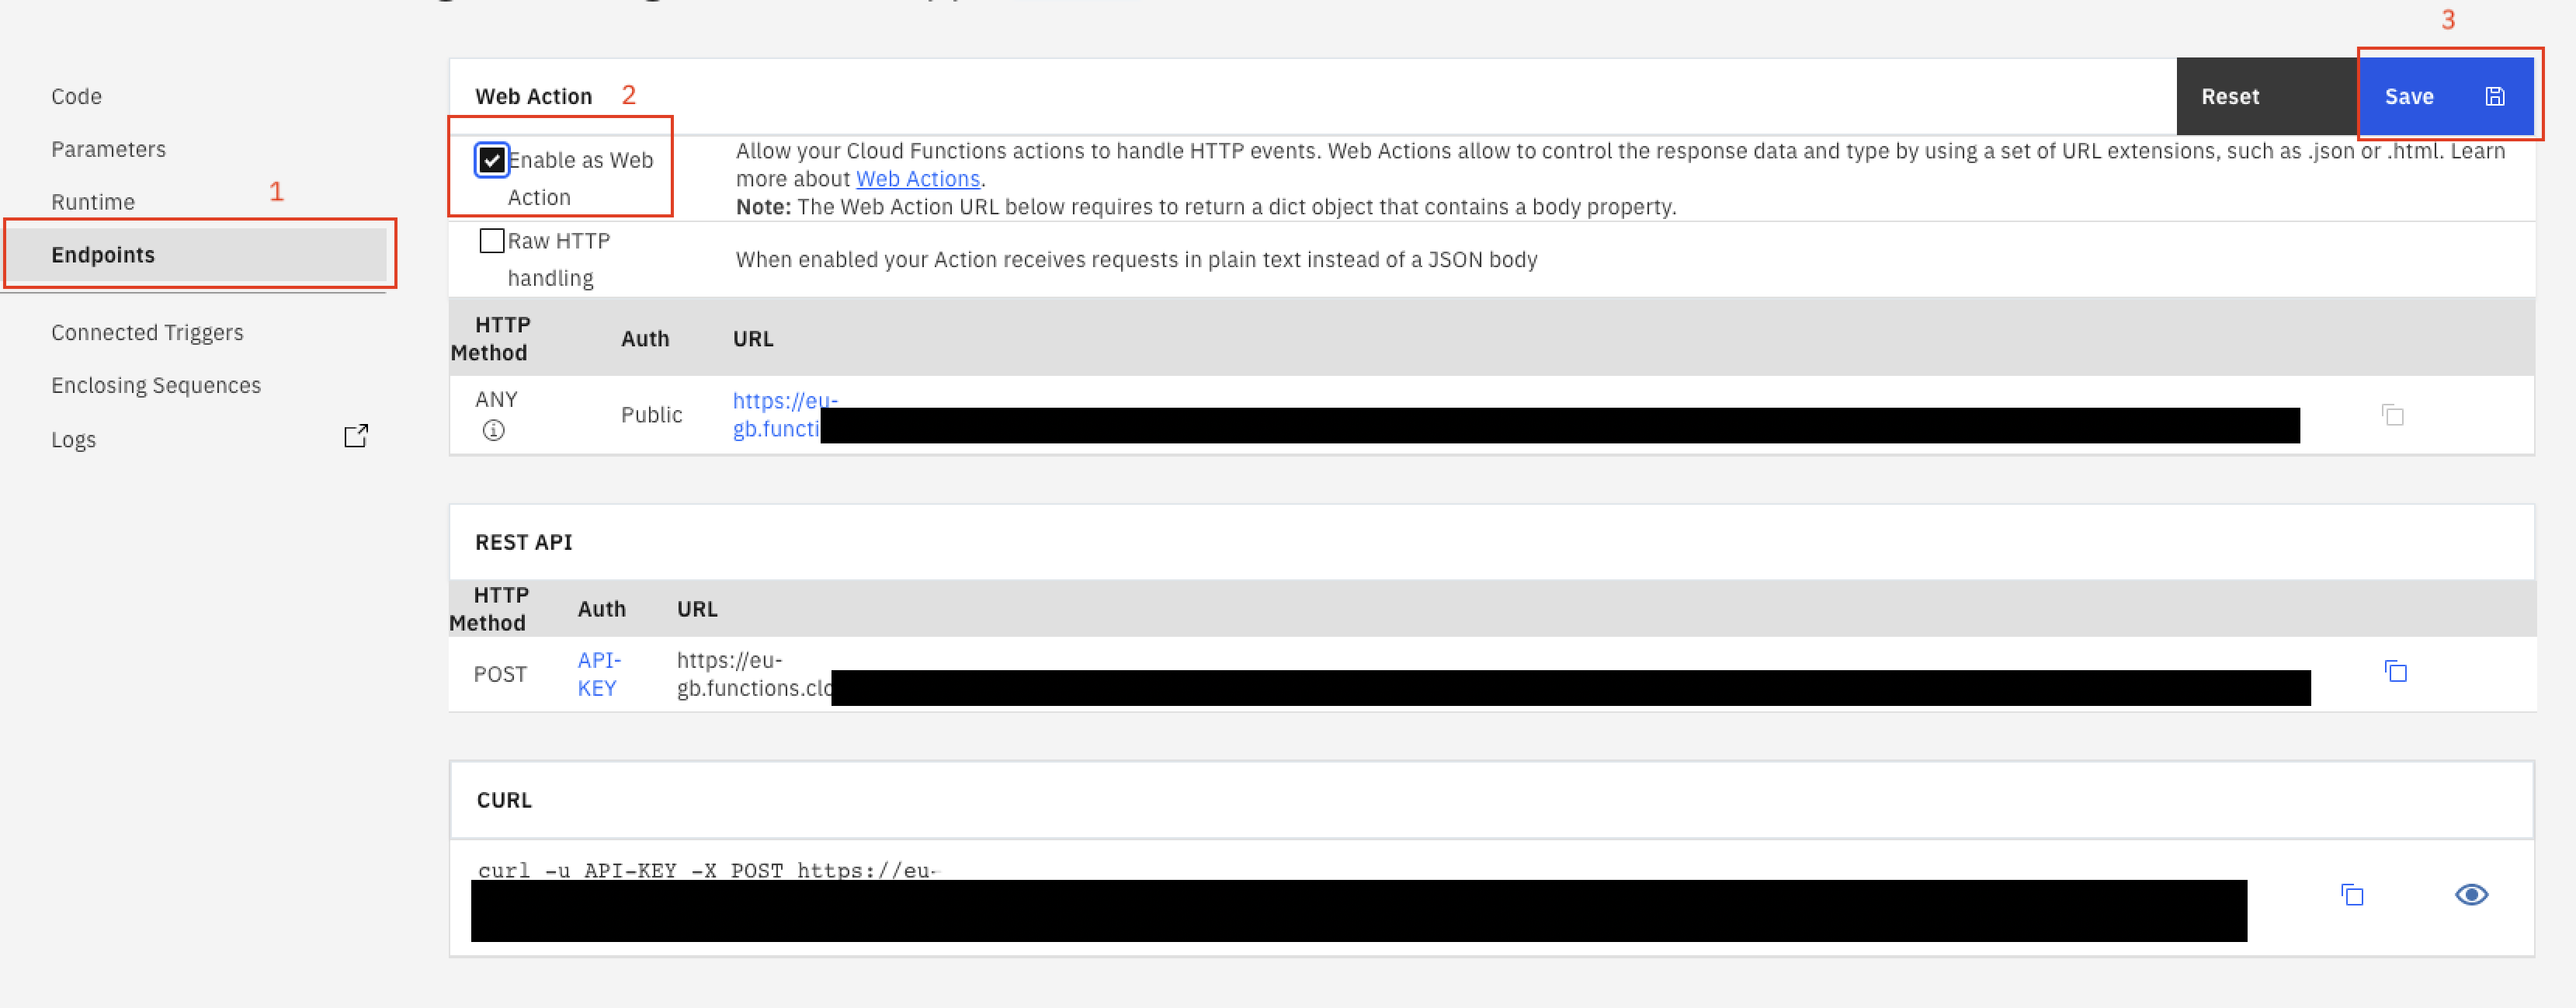 3
Code
Parameters
Runtime
1
Endpoints
Connected Triggers
Enclosing Sequences
Logs
Web Action
2
Reset
Save
Enable as Web
Action
Allow your Cloud Functions actions to handle HTTP events. Web Actions allow to control the response data and type by using a set of URL extensions, such as .json or .html. Learn
more about Web Actions.
Note: The Web Action URL below requires to return a dict object that contains a body property.
Raw HTTP
handling
When enabled your Action receives requests in plain text instead of a JSON body
HTTP
Method
Auth
URL
ANY
Public
https://eu-
gb.functi
REST API
HTTP
Method
Auth
URL
POST
API-
KEY
https://eu-
gb.functions.clo
CURL
curl -u API-KEY -X POST https://eu-